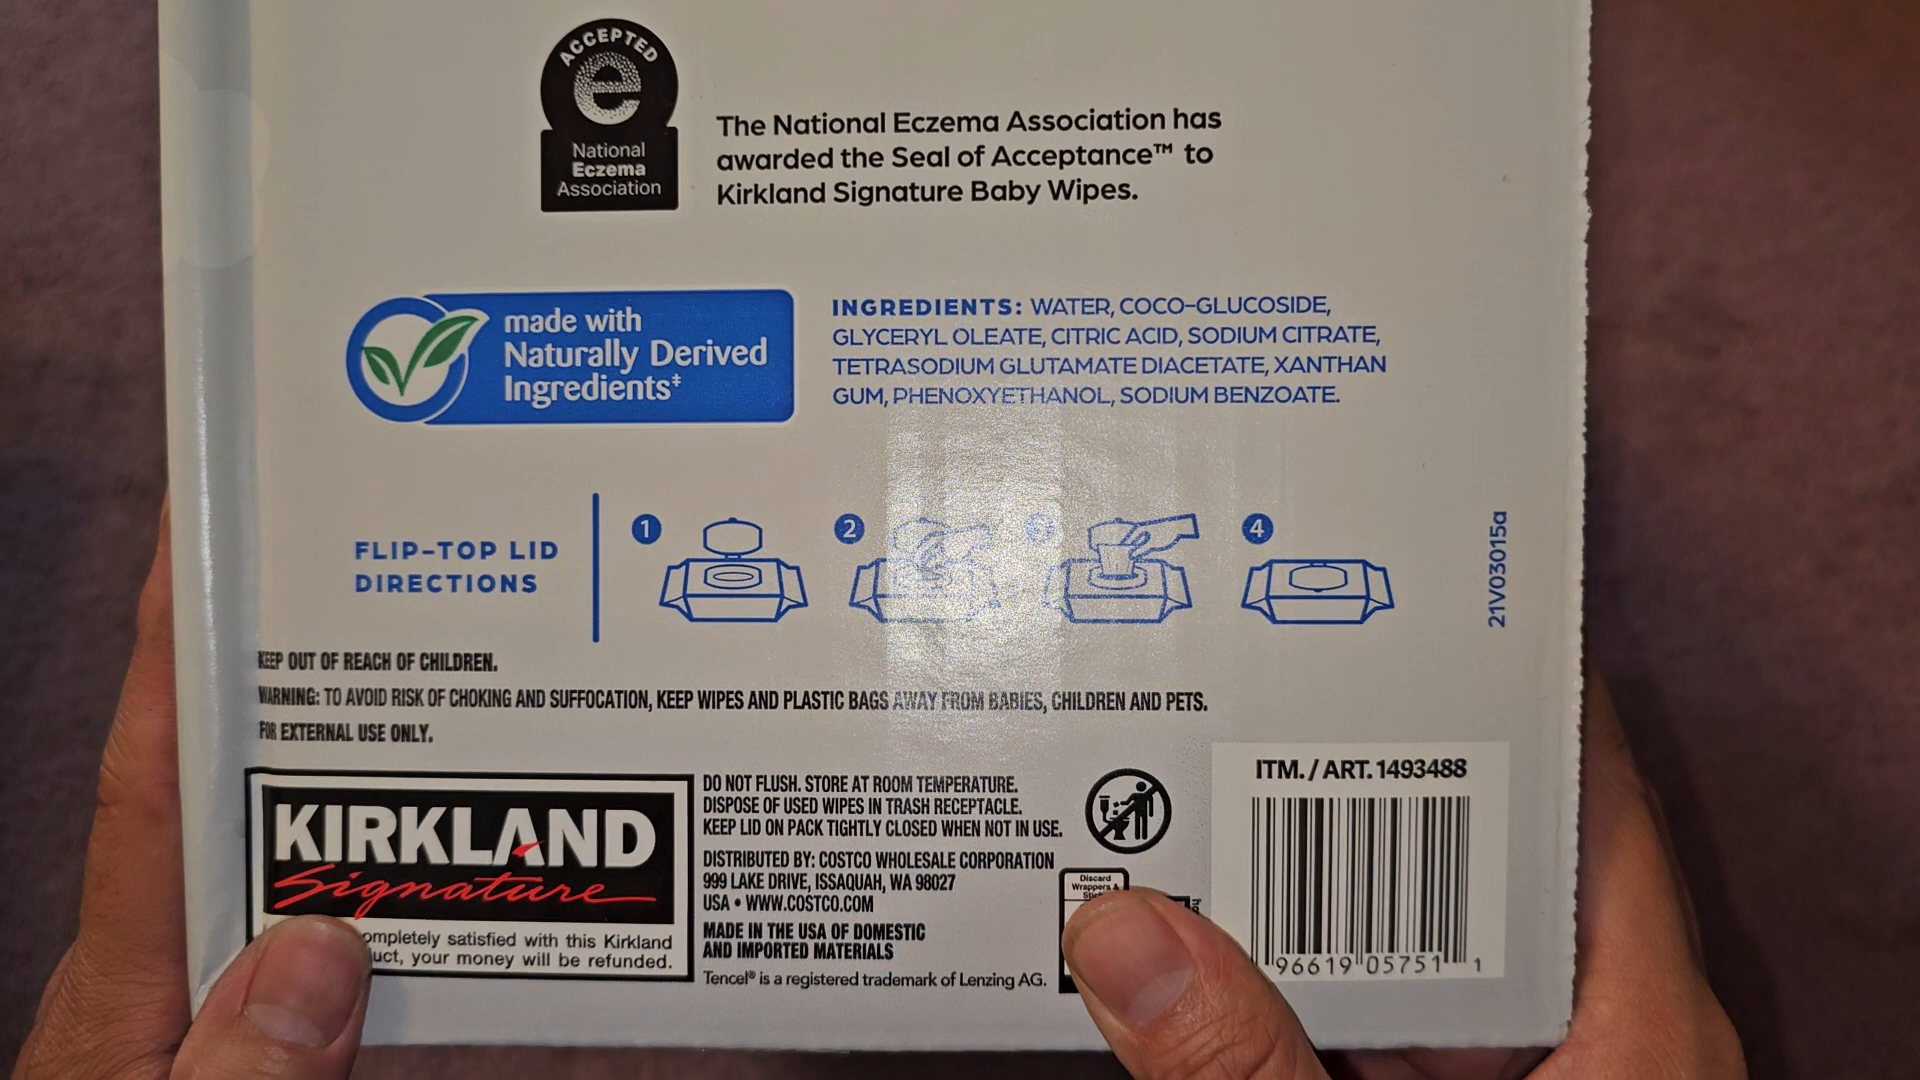 ACCEPTED
e
National
Eczema
Association
The National Eczema Association has
awarded the Seal of Acceptance™ to
Kirkland Signature Baby Wipes.
made with
Naturally Derived
Ingredients‡
INGREDIENTS: WATER, COCO-GLUCOSIDE,
GLYCERYL OLEATE, CITRIC ACID, SODIUM CITRATE,
TETRASODIUM GLUTAMATE DIACETATE, XANTHAN
GUM, PHENOXYETHANOL, SODIUM BENZOATE.
FLIP-TOP LID
DIRECTIONS
1
2
3
4
21V03015a
KEEP OUT OF REACH OF CHILDREN.
WARNING: TO AVOID RISK OF CHOKING AND SUFFOCATION, KEEP WIPES AND PLASTIC BAGS AWAY FROM BABIES, CHILDREN AND PETS.
FOR EXTERNAL USE ONLY.
KIRKLAND
Signature
ompletely satisfied with this Kirkland
uct, your money will be refunded.
DO NOT FLUSH. STORE AT ROOM TEMPERATURE.
DISPOSE OF USED WIPES IN TRASH RECEPTACLE.
KEEP LID ON PACK TIGHTLY CLOSED WHEN NOT IN USE.
DISTRIBUTED BY: COSTCO WHOLESALE CORPORATION
999 LAKE DRIVE, ISSAQUAH, WA 98027
USA • WWW.COSTCO.COM
MADE IN THE USA OF DOMESTIC
AND IMPORTED MATERIALS
Tencel® is a registered trademark of Lenzing AG.
Discard
Wrappers &
ITM. / ART. 1493488
96619 05751 1